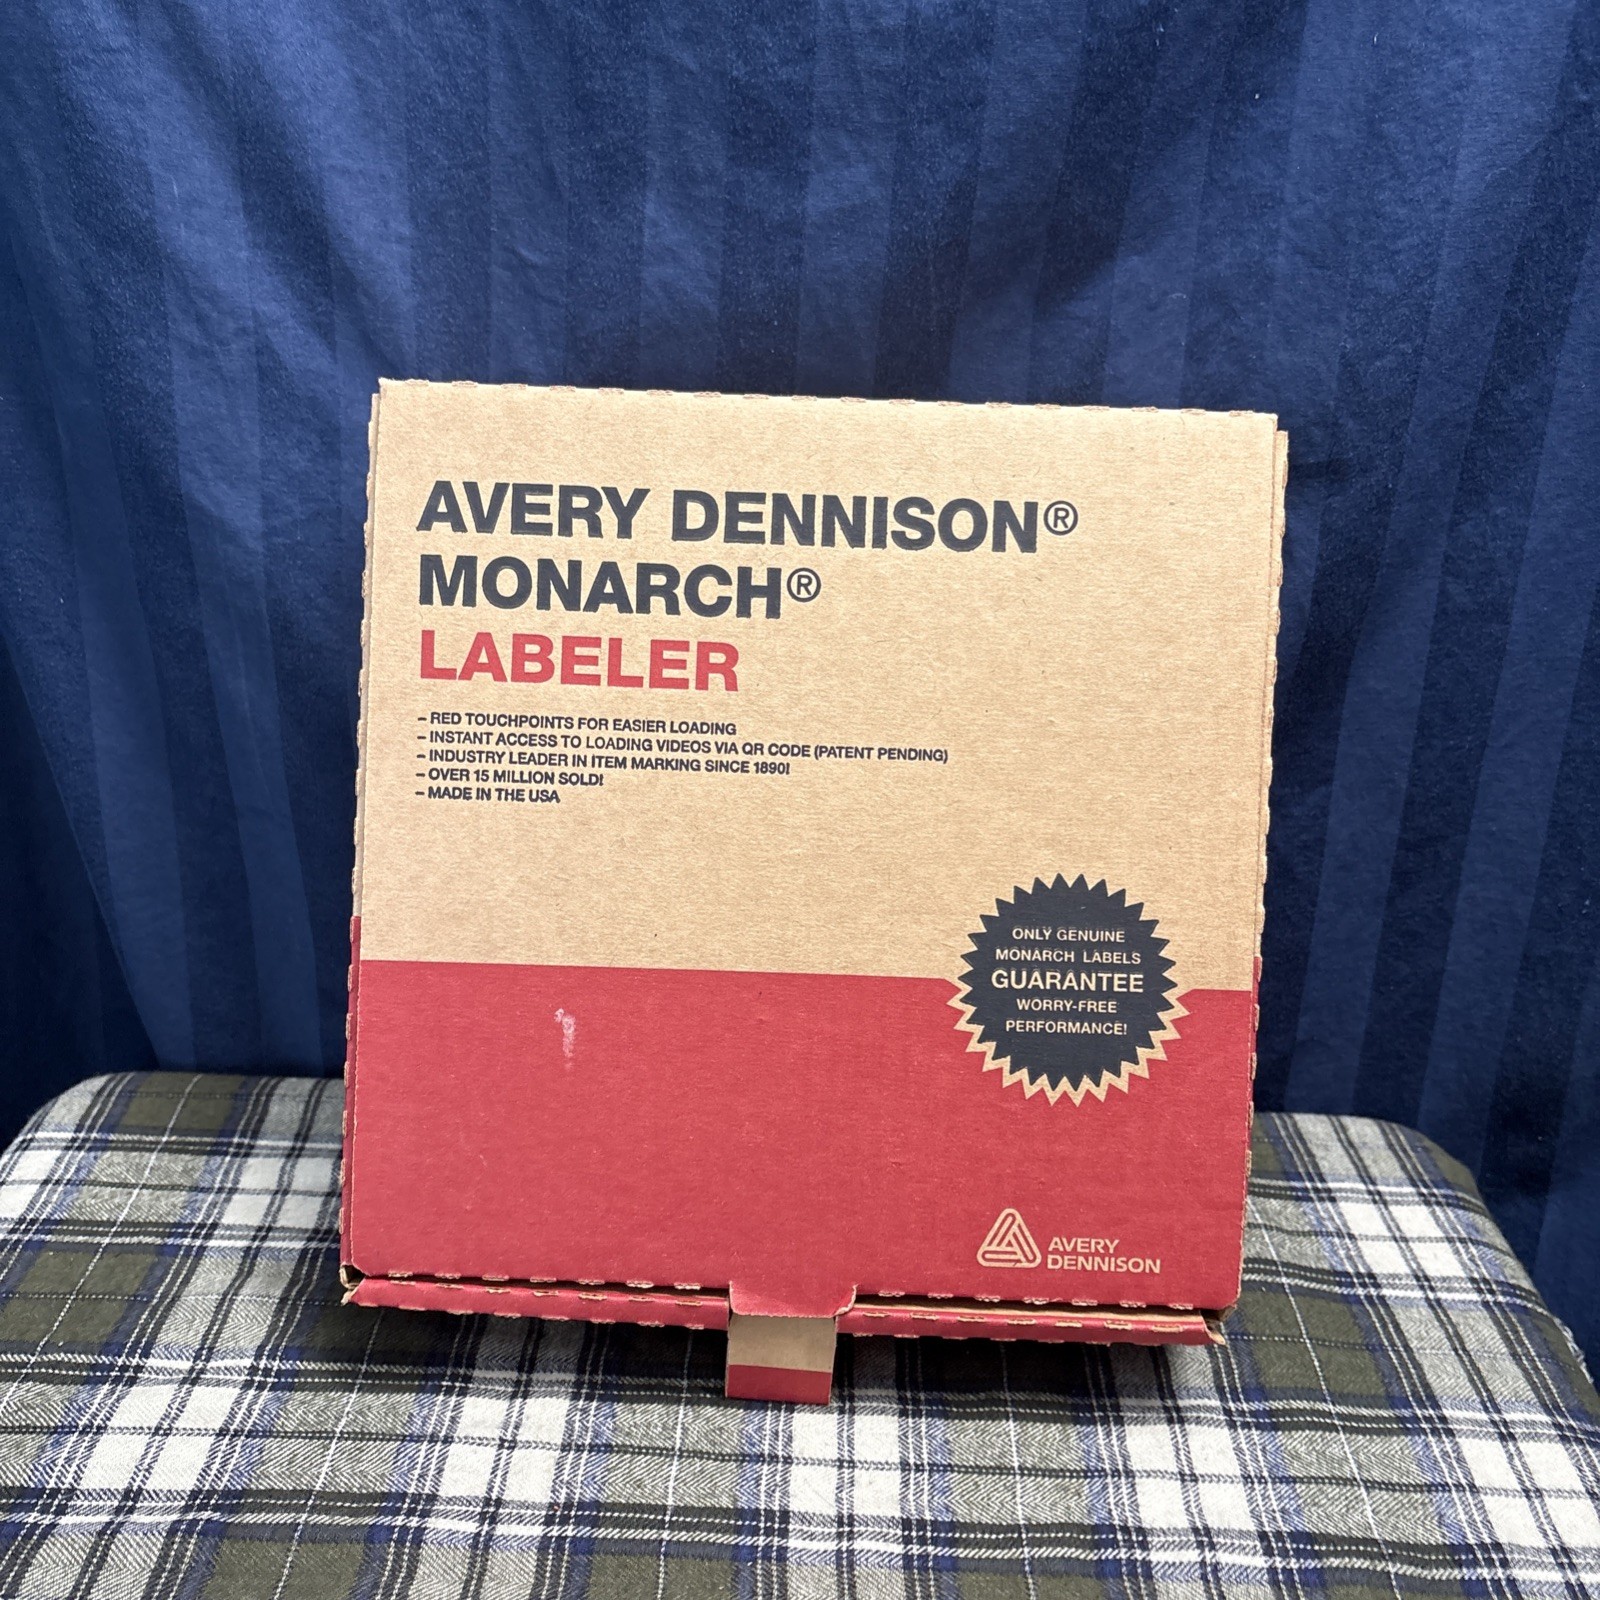 AVERY DENNISON®
MONARCH®
LABELER
– RED TOUCHPOINTS FOR EASIER LOADING
– INSTANT ACCESS TO LOADING VIDEOS VIA QR CODE (PATENT PENDING)
– INDUSTRY LEADER IN ITEM MARKING SINCE 1890!
– OVER 15 MILLION SOLD!
– MADE IN THE USA
ONLY GENUINE
MONARCH LABELS
GUARANTEE
WORRY-FREE
PERFORMANCE!
AVERY
DENNISON